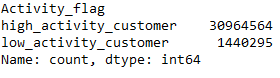 Activity_flag
high_activity_customer    30964564
low_activity_customer      1440295
Name: count, dtype: int64